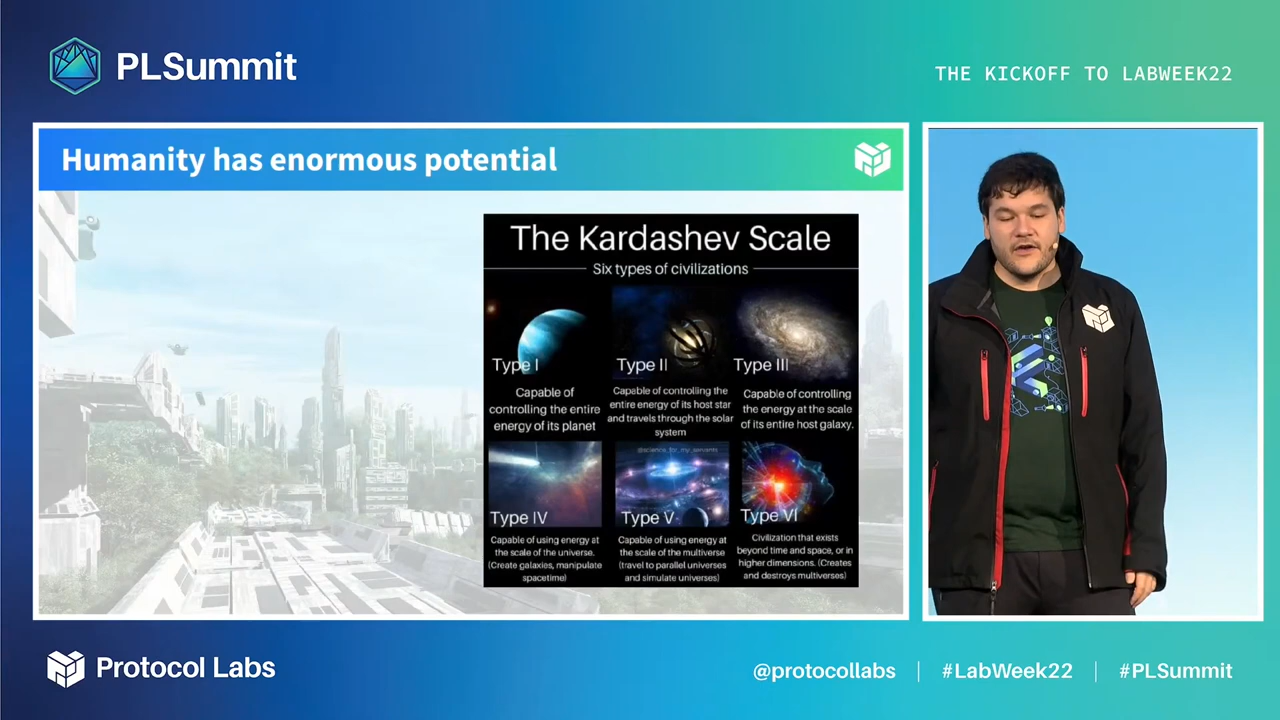 PLSummit
THE KICKOFF TO LABWEEK22
Humanity has enormous potential
The Kardashev Scale
Six types of civilizations
Type I
Capable of
controlling the entire
energy of its planet
Type II
Capable of controlling the
entire energy of its host star
and travels through the solar
system
Type III
Capable of controlling
the energy at the scale
of its entire host galaxy.
Type IV
Capable of using energy at
the scale of the universe.
(Create galaxies, manipulate
spacetime)
@science_for_my_servants
Type V
Capable of using energy at
the scale of the multiverse
(travel to parallel universes
and simulate universes)
Type VI
Civilization that exists
beyond time and space, or in
higher dimensions. (Creates
and destroys multiverses)
Protocol Labs
@protocollabs | #LabWeek22 | #PLSummit